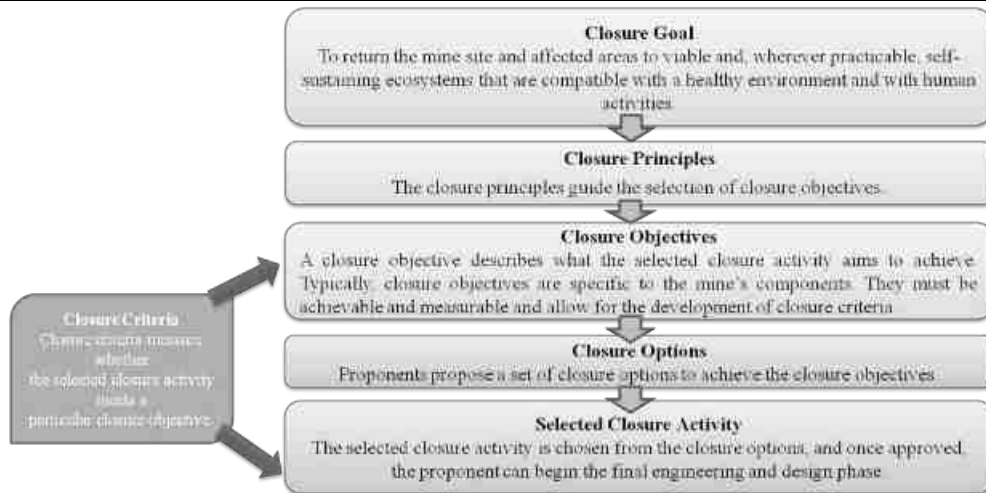 Closure Goal
To return the mine site and affected areas to viable and, wherever practicable, self-
sustaining ecosystems that are compatible with a healthy environment and with human
activities
Closure Principles
The closure principles guide the selection of closure objectives.
Closure Objectives
A closure objective describes what the selected closure activity aims to achieve.
Typically, closure objectives are specific to the mine's components. They must be
achievable and measurable and allow for the development of closure criteria
Closure Criteria
Closure criteria measure
whether
the selected closure activity
meets a
particular closure objective.
Closure Options
Proponents propose a set of closure options to achieve the closure objectives
Selected Closure Activity
The selected closure activity is chosen from the closure options, and once approved,
the proponent can begin the final engineering and design phase